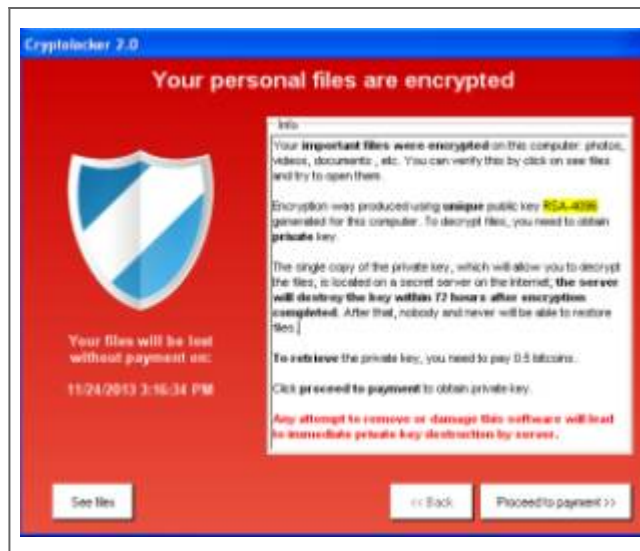 Cryptolocker 2.0
Your personal files are encrypted
Info
Your important files were encrypted on this computer: photos,
videos, documents , etc. You can verify this by click on see files
and try to open them.
Encryption was produced using unique public key RSA-4096
generated for this computer. To decrypt files, you need to obtain
private key.
The single copy of the private key, which will allow you to decrypt
the files, is located on a secret server on the Internet; the server
will destroy the key within 72 hours after encryption
completed. After that, nobody and never will be able to restore
files.
To retrieve the private key, you need to pay 0.5 bitcoins.
Click proceed to payment to obtain private key.
Any attempt to remove or damage this software will lead
to immediate private key destruction by server.
Your files will be lost
without payment on:
11/24/2013 3:16:34 PM
See files
<< Back
Proceed to payment >>